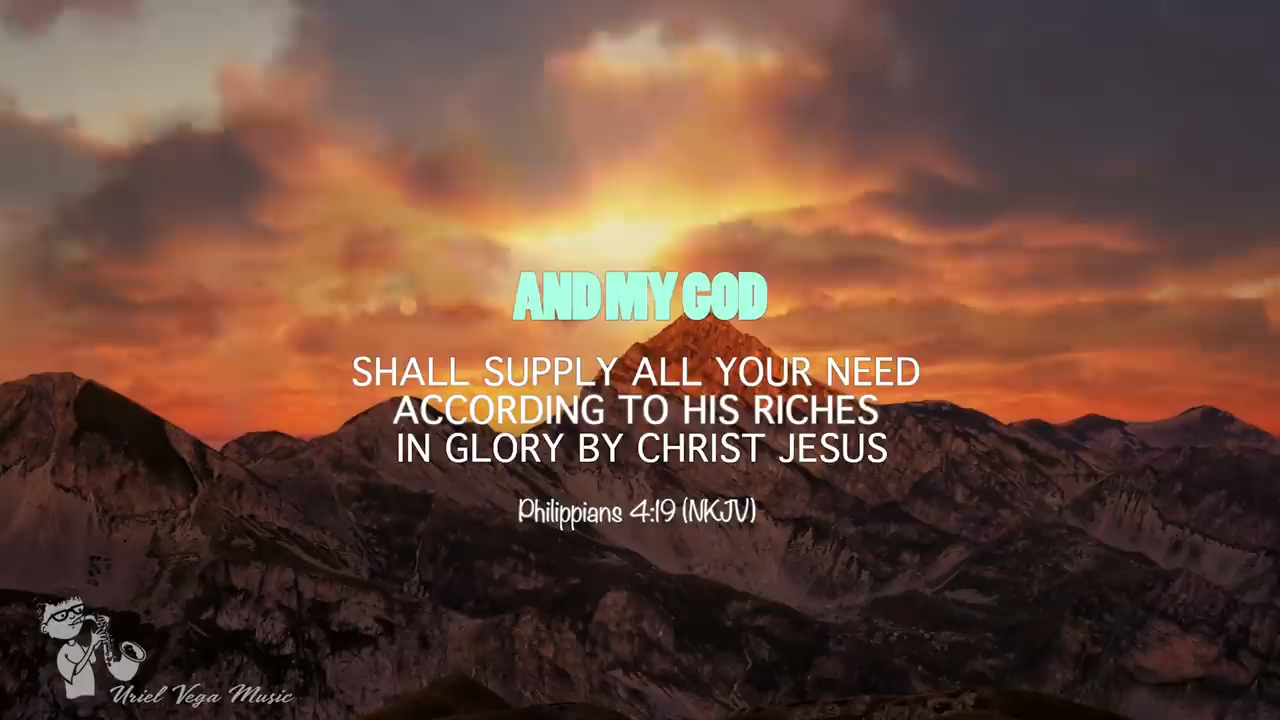 AND MY GOD
SHALL SUPPLY ALL YOUR NEED
ACCORDING TO HIS RICHES
IN GLORY BY CHRIST JESUS
Philippians 4:19 (NKJV)
Uriel Vega Music